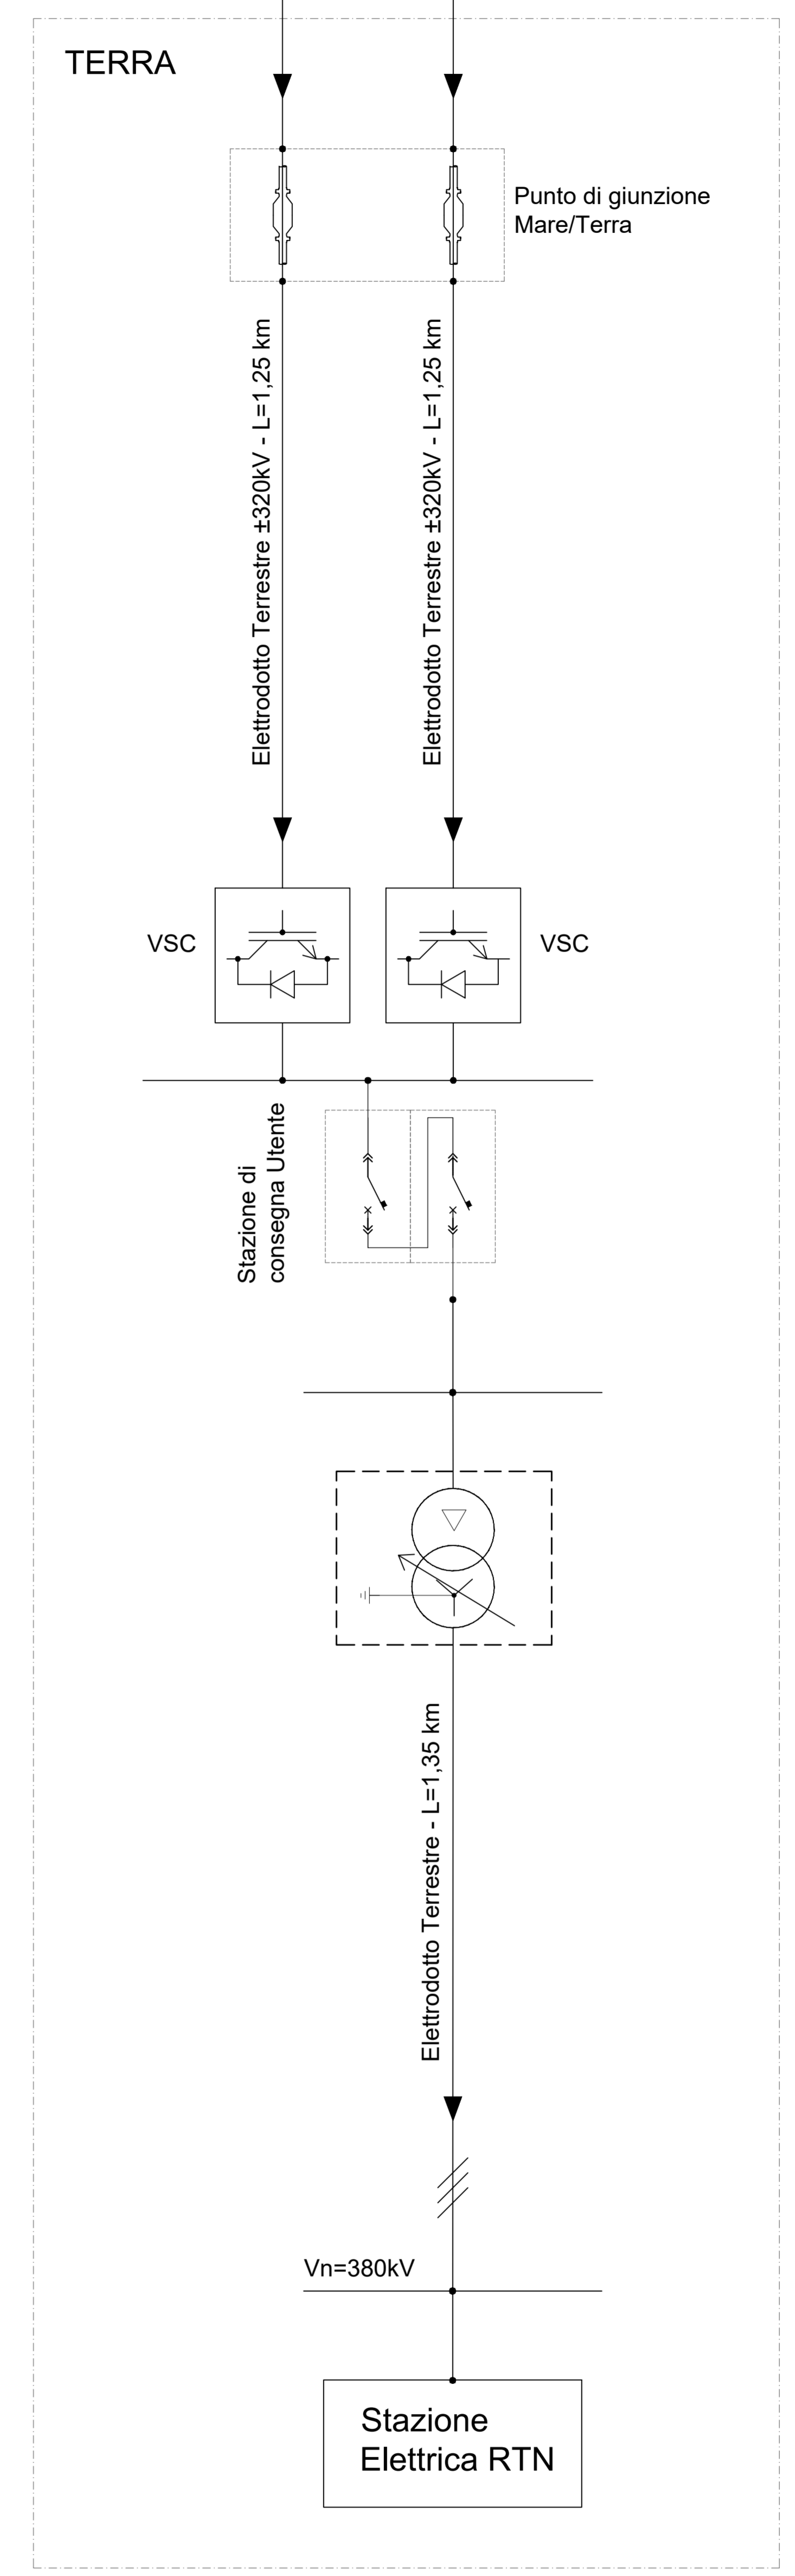 TERRA
Punto di giunzione
Mare/Terra
Elettrodotto Terrestre ±320kV - L=1,25 km
Elettrodotto Terrestre ±320kV - L=1,25 km
VSC
VSC
Stazione di
consegna Utente
Elettrodotto Terrestre - L=1,35 km
Vn=380kV
Stazione
Elettrica RTN